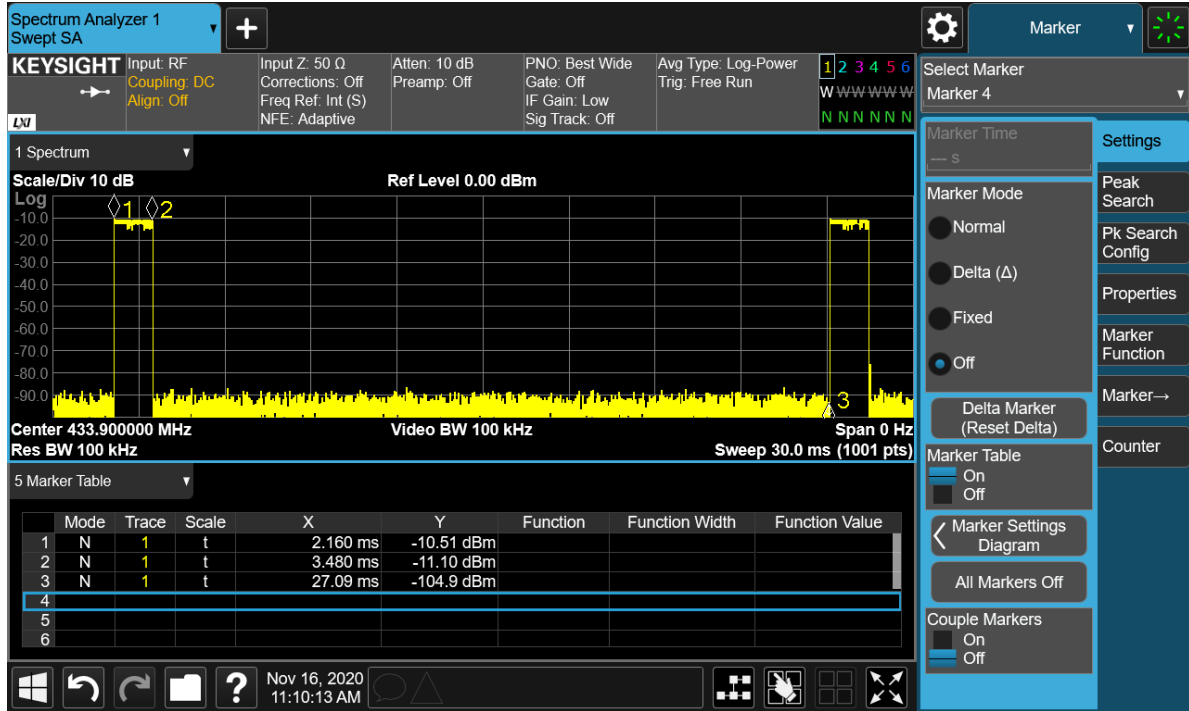 Spectrum Analyzer 1
Swept SA
Marker
KEYSIGHT
LXI
Input: RF
Coupling: DC
Align: Off
Input Z: 50 Ω
Corrections: Off
Freq Ref: Int (S)
NFE: Adaptive
Atten: 10 dB
Preamp: Off
PNO: Best Wide
Gate: Off
IF Gain: Low
Sig Track: Off
Avg Type: Log-Power
Trig: Free Run
1 2 3 4 5 6
W W W W W W
N N N N N N
Select Marker
Marker 4
1 Spectrum
Scale/Div 10 dB
Ref Level 0.00 dBm
Log
-10.0
-20.0
-30.0
-40.0
-50.0
-60.0
-70.0
-80.0
-90.0
1
2
3
Center 433.900000 MHz
Video BW 100 kHz
Span 0 Hz
Res BW 100 kHz
Sweep 30.0 ms (1001 pts)
5 Marker Table
Mode Trace Scale X Y Function Function Width Function Value
1 N 1 t 2.160 ms -10.51 dBm
2 N 1 t 3.480 ms -11.10 dBm
3 N 1 t 27.09 ms -104.9 dBm
4
5
6
Marker Time
--- s
Marker Mode
Normal
Delta (Δ)
Fixed
Off
Delta Marker
(Reset Delta)
Marker Table
On
Off
Marker Settings
Diagram
All Markers Off
Couple Markers
On
Off
Settings
Peak
Search
Pk Search
Config
Properties
Marker
Function
Marker→
Counter
?
Nov 16, 2020
11:10:13 AM